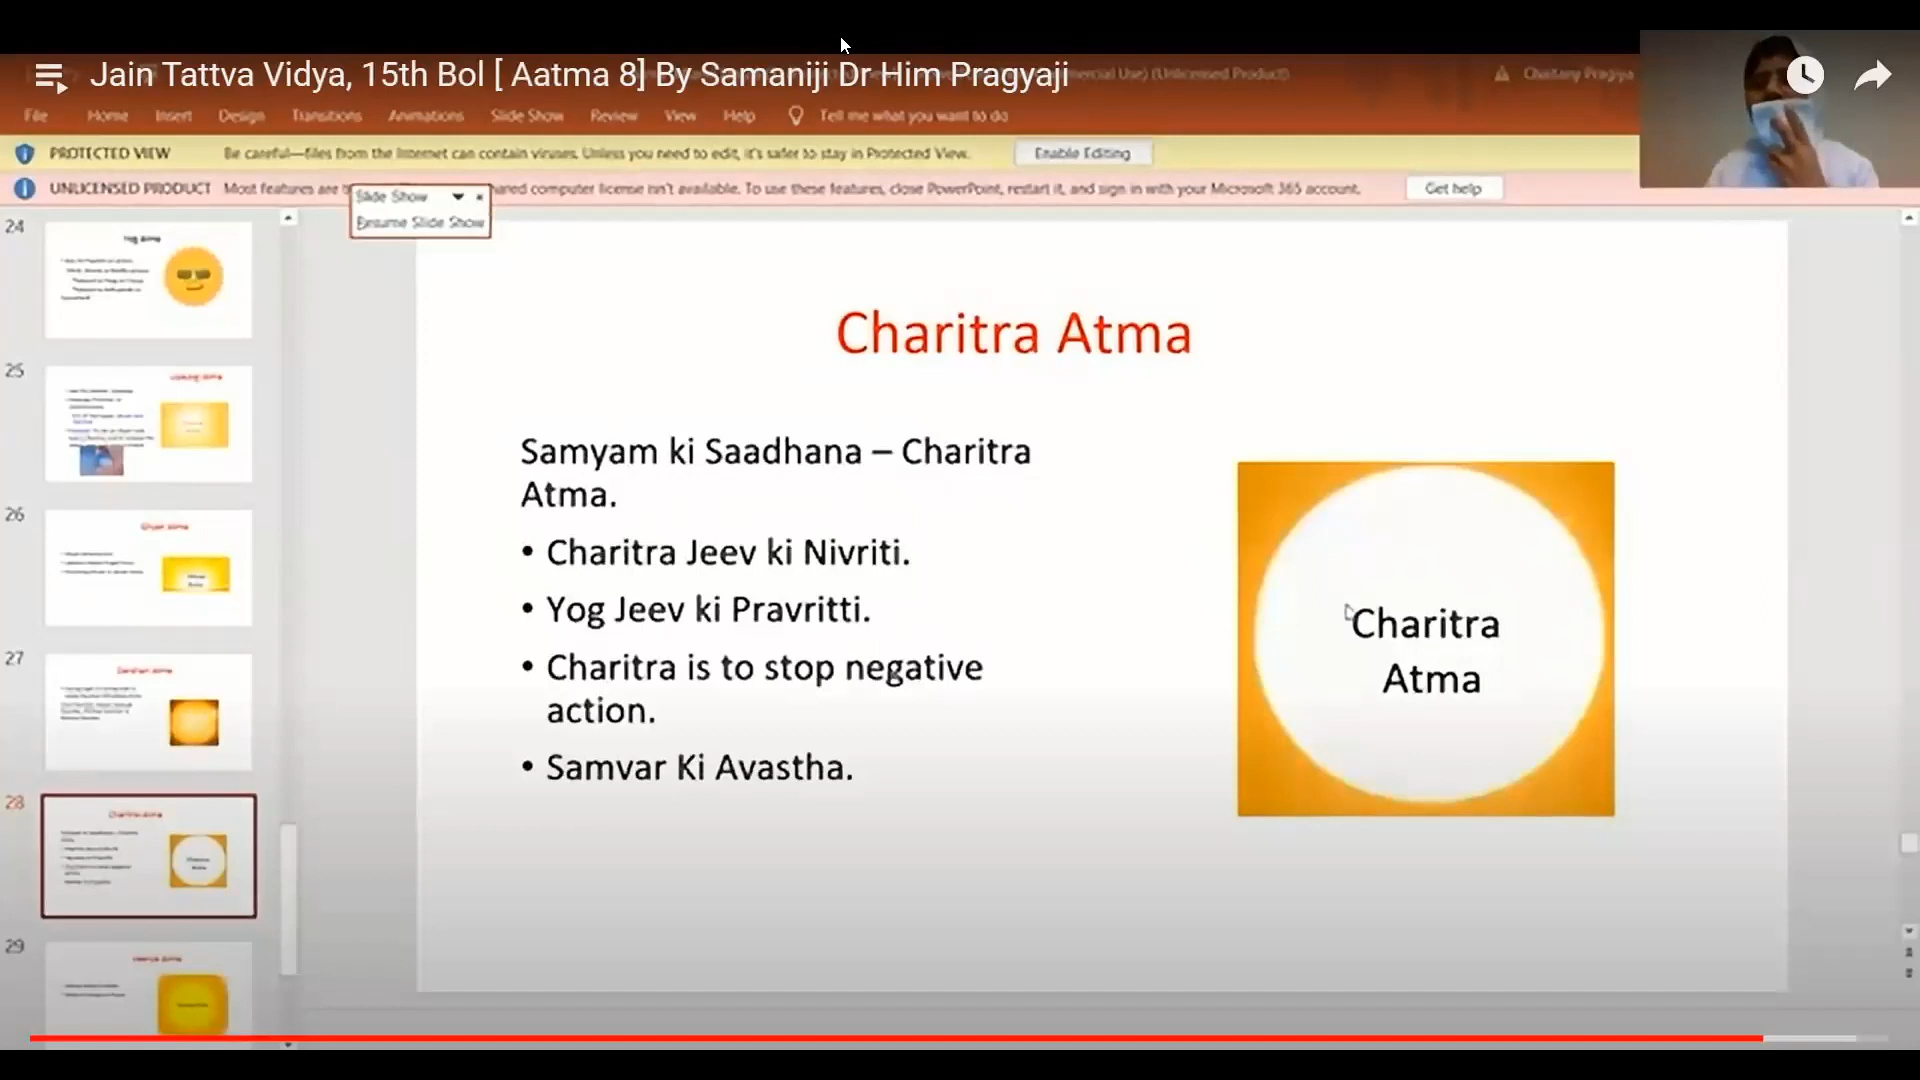 Jain Tattva Vidya, 15th Bol [ Aatma 8] By Samaniji Dr Him Pragyaji
File Home Insert Design Transitions Animations Slide Show Review View Help Tell me what you want to do
PROTECTED VIEW Be careful—files from the Internet can contain viruses. Unless you need to edit, it's safer to stay in Protected View. Enable Editing
UNLICENSED PRODUCT Most features are hared computer license isn't available. To use these features, close PowerPoint, restart it, and sign in with your Microsoft 365 account. Get help
Slide Show
Resume Slide Show
24
25
26
27
28
29
Charitra Atma
Samyam ki Saadhana – Charitra
Atma.
• Charitra Jeev ki Nivriti.
• Yog Jeev ki Pravritti.
• Charitra is to stop negative
action.
• Samvar Ki Avastha.
Charitra
Atma